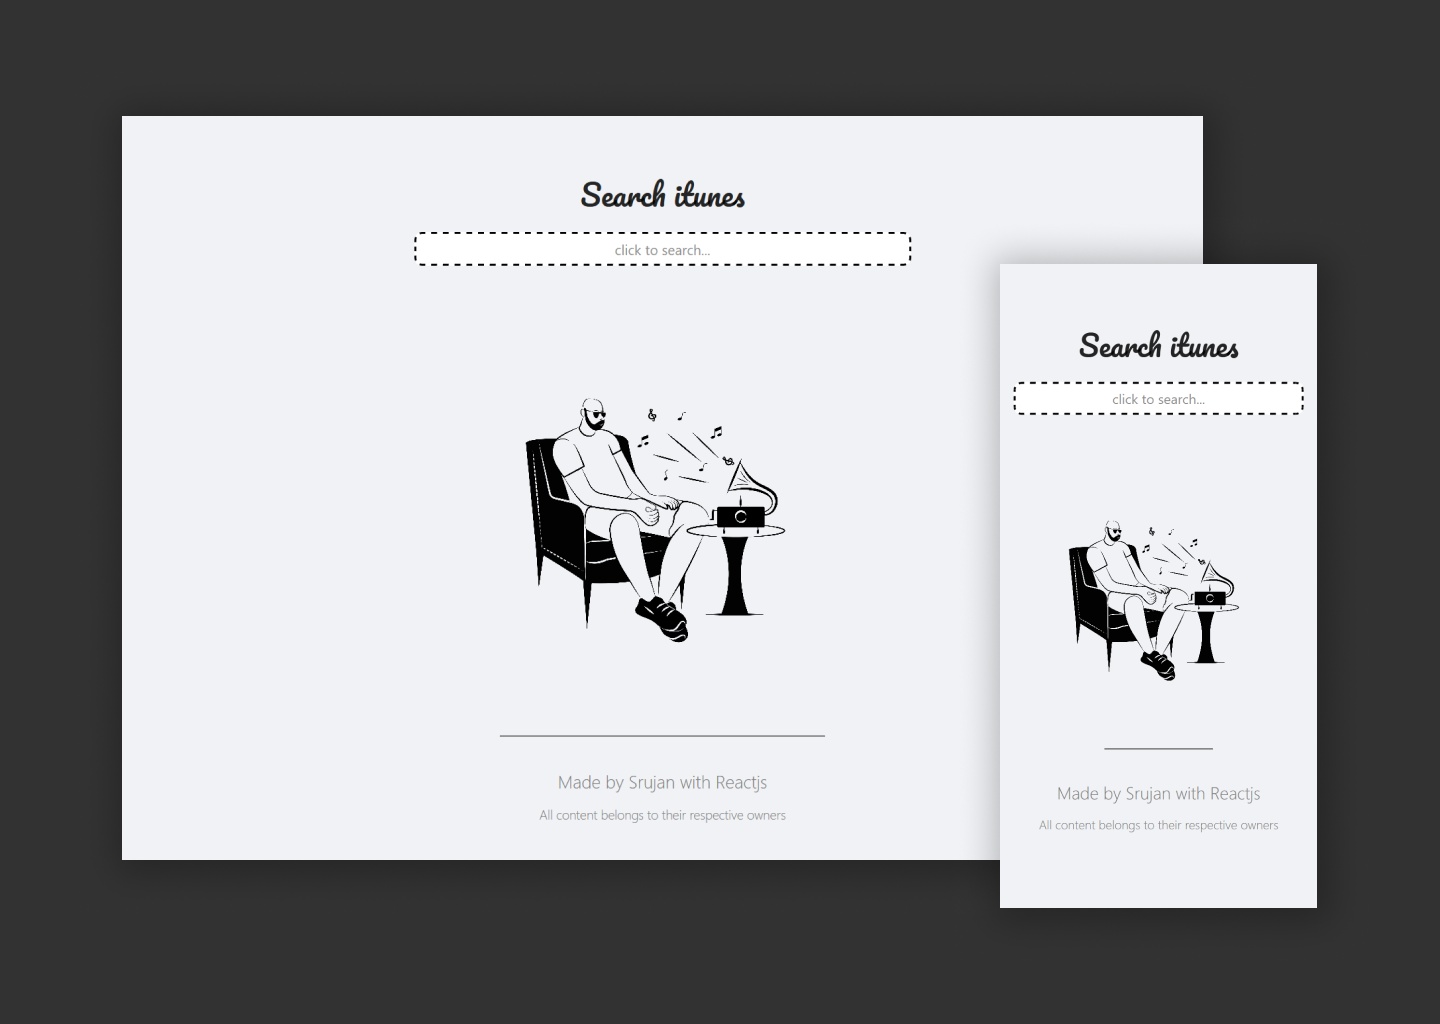 Search itunes
click to search...
Made by Srujan with Reactjs
All content belongs to their respective owners
Search itunes
click to search...
Made by Srujan with Reactjs
All content belongs to their respective owners